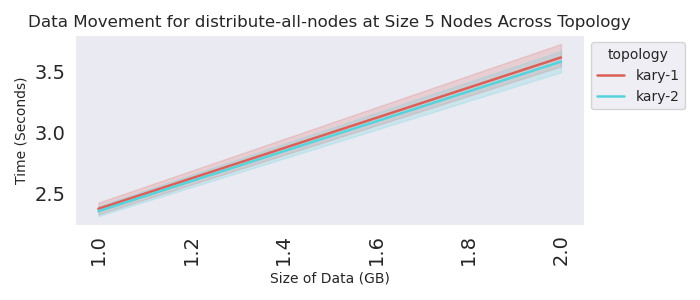 Data Movement for distribute-all-nodes at Size 5 Nodes Across Topology
topology
kary-1
kary-2
Time (Seconds)
3.5
3.0
2.5
1.0
1.2
1.4
1.6
1.8
2.0
Size of Data (GB)